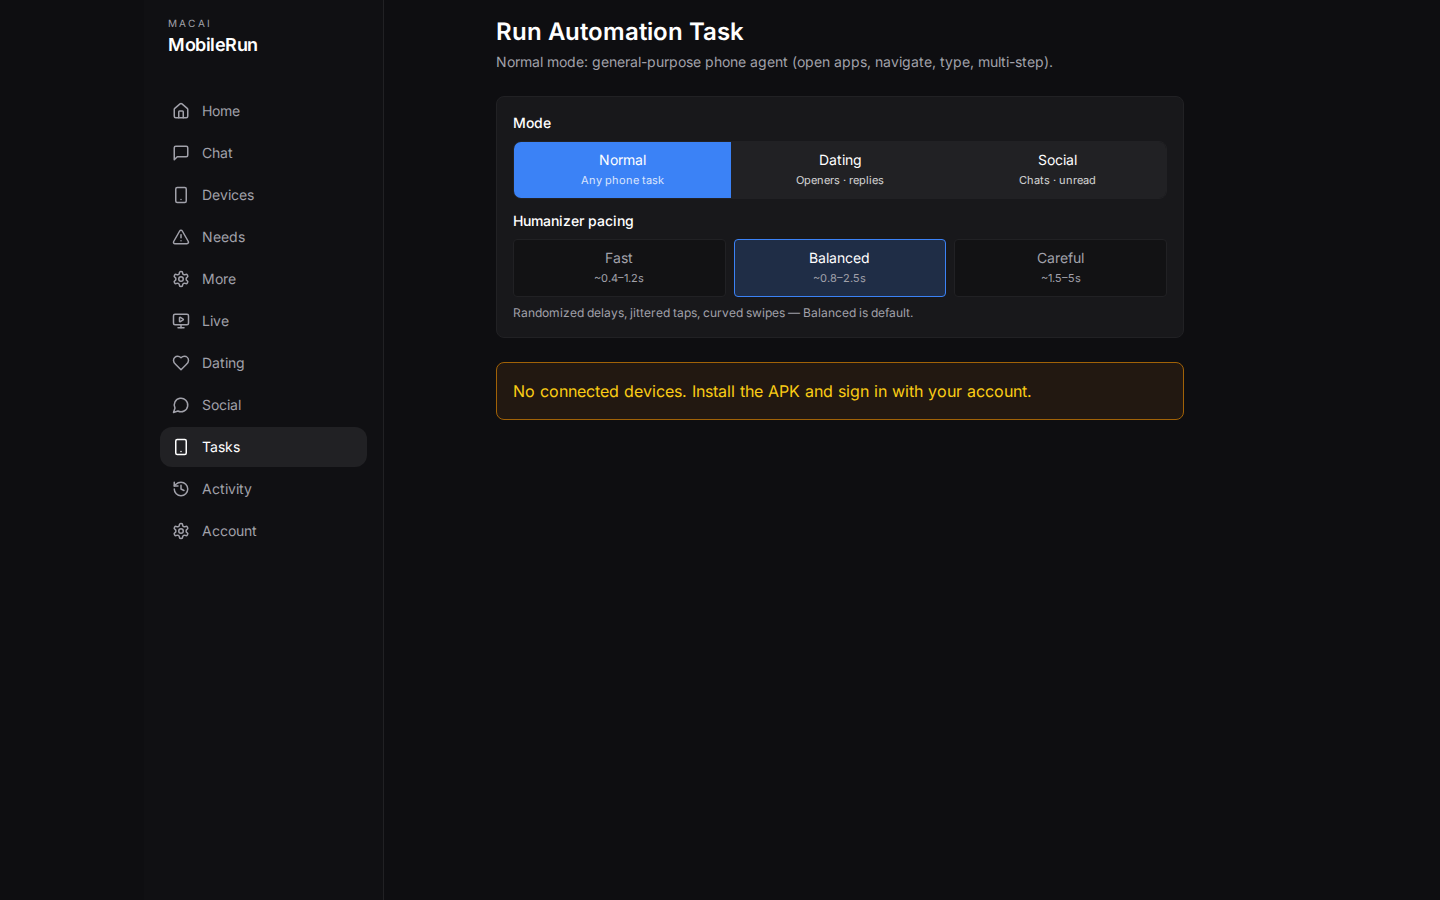 MACAI
MobileRun
Home
Chat
Devices
Needs
More
Live
Dating
Social
Tasks
Activity
Account
Run Automation Task
Normal mode: general-purpose phone agent (open apps, navigate, type, multi-step).
Mode
Normal
Any phone task
Dating
Openers · replies
Social
Chats · unread
Humanizer pacing
Fast
~0.4–1.2s
Balanced
~0.8–2.5s
Careful
~1.5–5s
Randomized delays, jittered taps, curved swipes — Balanced is default.
No connected devices. Install the APK and sign in with your account.